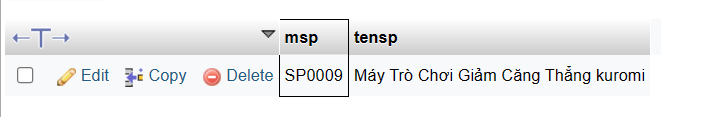 ←T→ msp tensp
Edit Copy Delete SP0009 Máy Trò Chơi Giảm Căng Thẳng kuromi